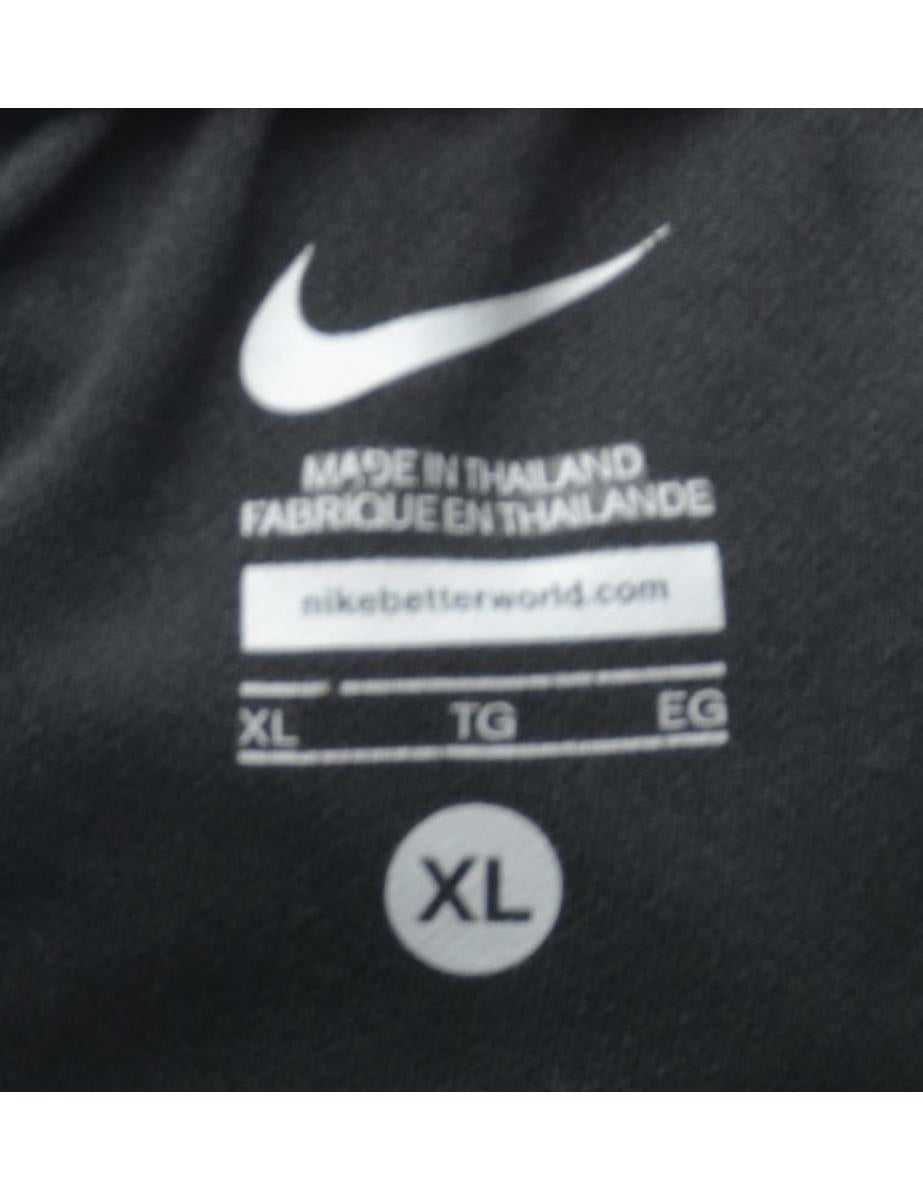 MADE IN THAILAND
FABRIQUE EN THAILANDE
nikebetterworld.com
XL TG EG
XL